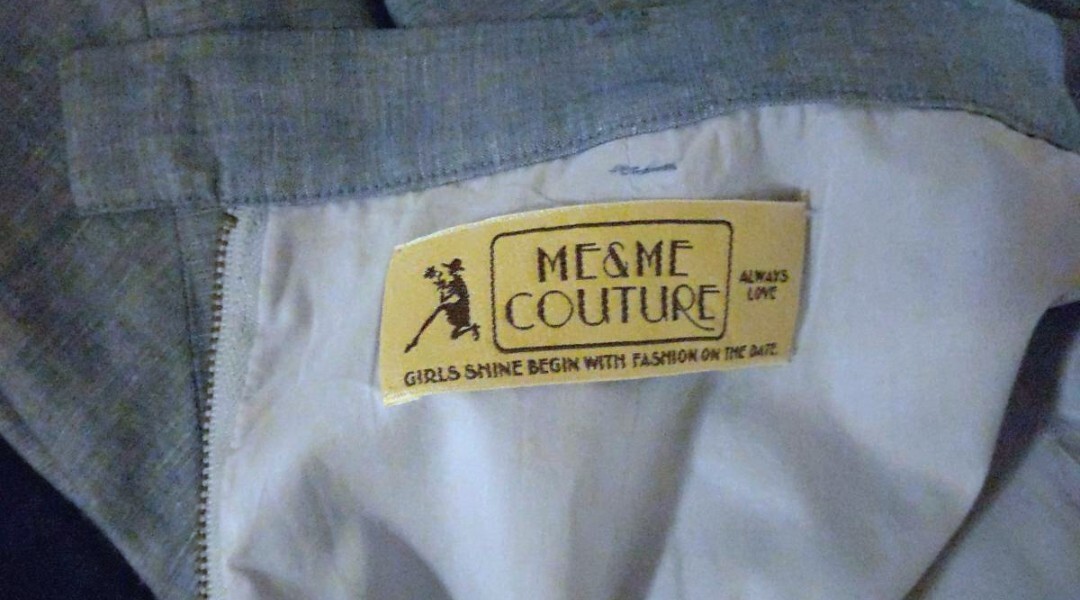 ME&ME
COUTURE
ALWAYS
LOVE
GIRLS SHINE BEGIN WITH FASHION ON THE DATE